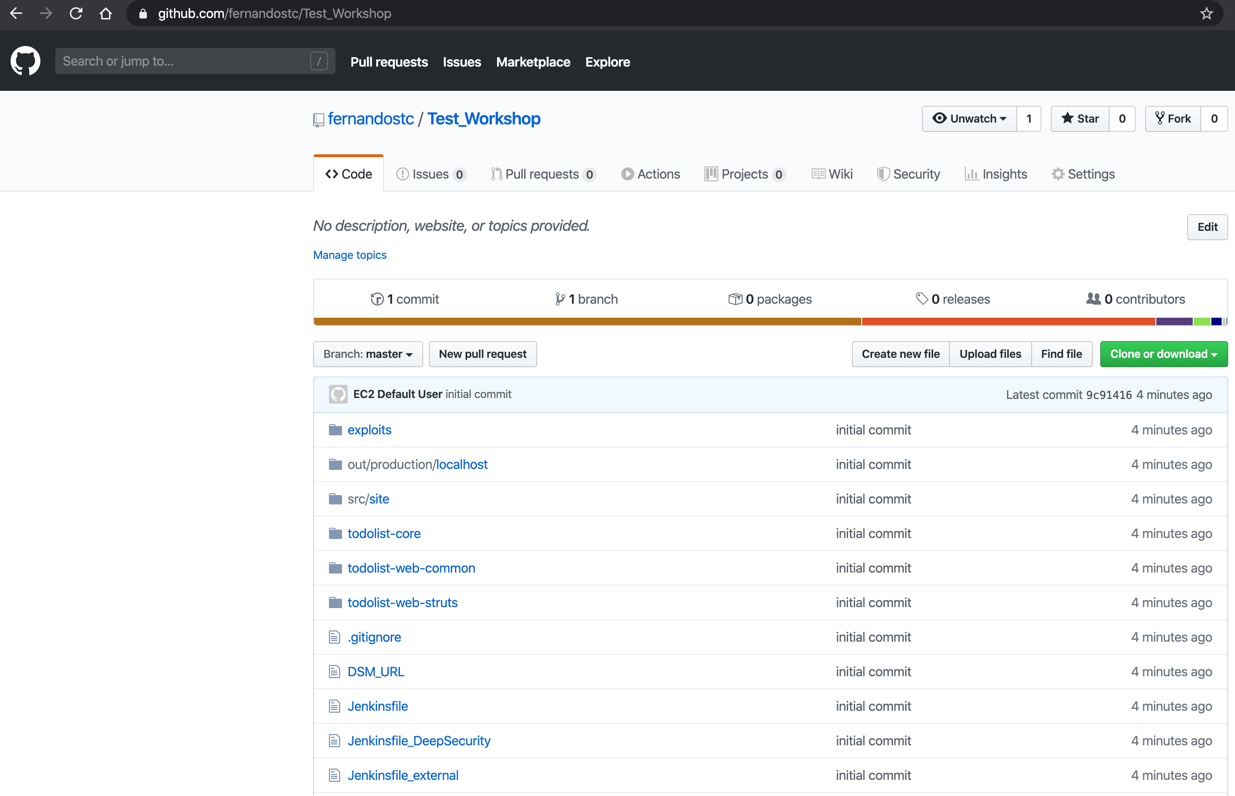 github.com/fernandostc/Test_Workshop
Search or jump to... / Pull requests Issues Marketplace Explore
fernandostc / Test_Workshop Unwatch 1 Star 0 Fork 0
Code Issues 0 Pull requests 0 Actions Projects 0 Wiki Security Insights Settings
No description, website, or topics provided. Edit
Manage topics
1 commit 1 branch 0 packages 0 releases 0 contributors
Branch: master New pull request Create new file Upload files Find file Clone or download
EC2 Default User initial commit Latest commit 9c91416 4 minutes ago
exploits initial commit 4 minutes ago
out/production/localhost initial commit 4 minutes ago
src/site initial commit 4 minutes ago
todolist-core initial commit 4 minutes ago
todolist-web-common initial commit 4 minutes ago
todolist-web-struts initial commit 4 minutes ago
.gitignore initial commit 4 minutes ago
DSM_URL initial commit 4 minutes ago
Jenkinsfile initial commit 4 minutes ago
Jenkinsfile_DeepSecurity initial commit 4 minutes ago
Jenkinsfile_external initial commit 4 minutes ago